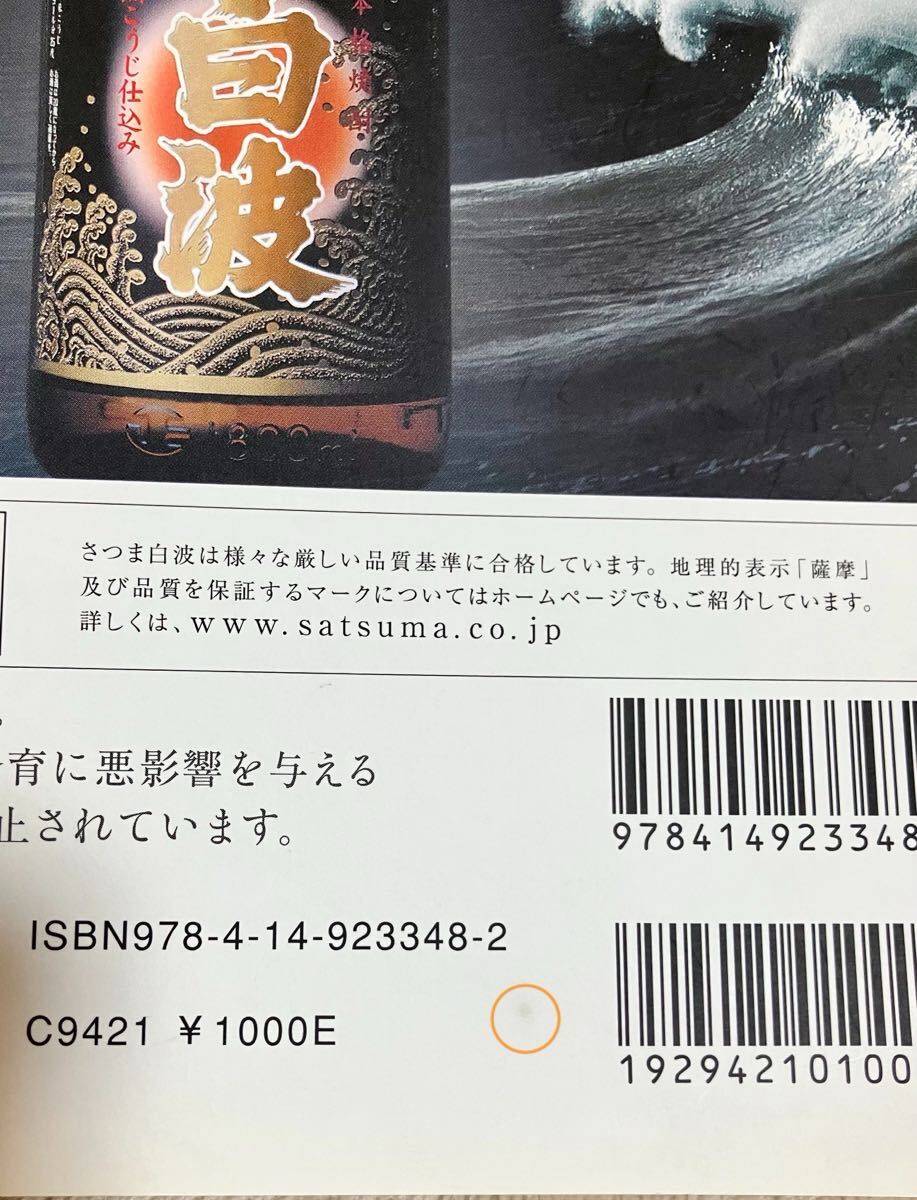 本格焼酎
白波
こうじ仕込み
1800ml
さつま白波は様々な厳しい品質基準に合格しています。地理的表示「薩摩」
及び品質を保証するマークについてはホームページでも、ご紹介しています。
詳しくは、www.satsuma.co.jp
育に悪影響を与える
止されています。
978414923348
ISBN978-4-14-923348-2
C9421 ¥1000E
19294210100